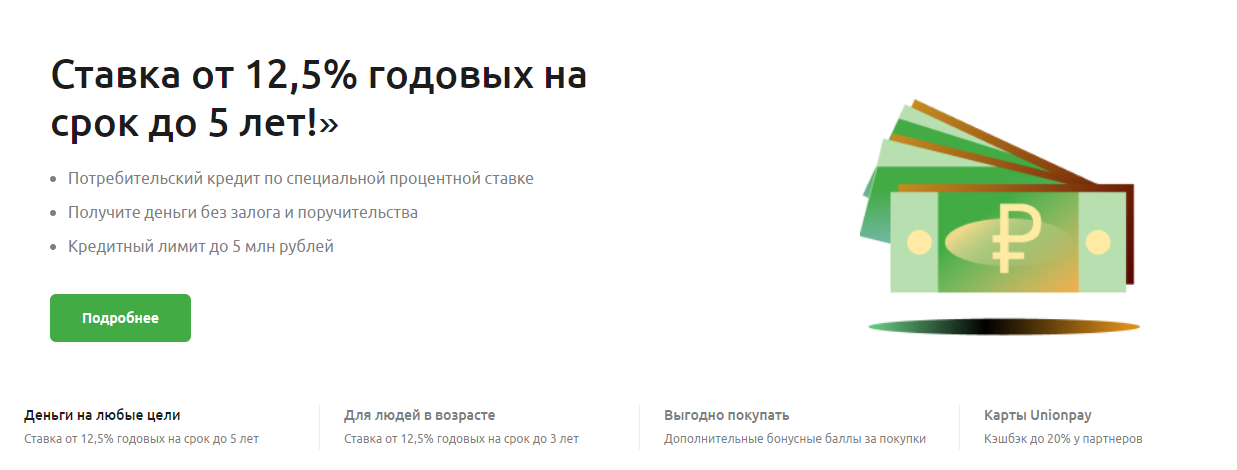 Ставка от 12,5% годовых на
срок до 5 лет!»
Потребительский кредит по специальной процентной ставке
Получите деньги без залога и поручительства
Кредитный лимит до 5 млн рублей
Подробнее
₽
Деньги на любые цели
Ставка от 12,5% годовых на срок до 5 лет
Для людей в возрасте
Ставка от 12,5% годовых на срок до 3 лет
Выгодно покупать
Дополнительные бонусные баллы за покупки
Карты Unionpay
Кэшбэк до 20% у партнеров